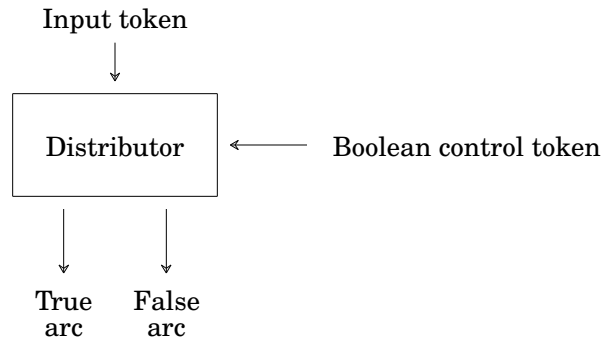 Input token
Distributor
Boolean control token
True
arc
False
arc